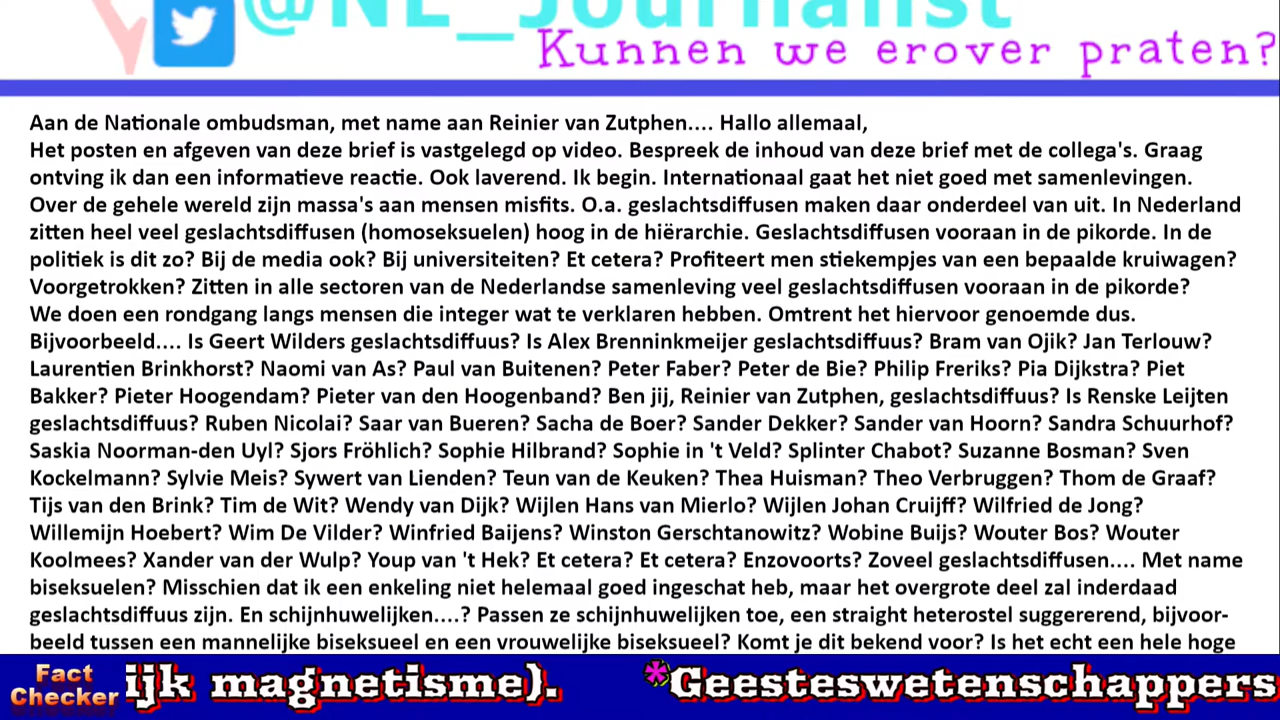 @NL_Journalist
Kunnen we erover praten?
Aan de Nationale ombudsman, met name aan Reinier van Zutphen.... Hallo allemaal,
Het posten en afgeven van deze brief is vastgelegd op video. Bespreek de inhoud van deze brief met de collega's. Graag
ontving ik dan een informatieve reactie. Ook laverend. Ik begin. Internationaal gaat het niet goed met samenlevingen.
Over de gehele wereld zijn massa's aan mensen misfits. O.a. geslachtsdiffusen maken daar onderdeel van uit. In Nederland
zitten heel veel geslachtsdiffusen (homoseksuelen) hoog in de hiërarchie. Geslachtsdiffusen vooraan in de pikorde. In de
politiek is dit zo? Bij de media ook? Bij universiteiten? Et cetera? Profiteert men stiekempjes van een bepaalde kruiwagen?
Voorgetrokken? Zitten in alle sectoren van de Nederlandse samenleving veel geslachtsdiffusen vooraan in de pikorde?
We doen een rondgang langs mensen die integer wat te verklaren hebben. Omtrent het hiervoor genoemde dus.
Bijvoorbeeld.... Is Geert Wilders geslachtsdiffuus? Is Alex Brenninkmeijer geslachtsdiffuus? Bram van Ojik? Jan Terlouw?
Laurentien Brinkhorst? Naomi van As? Paul van Buitenen? Peter Faber? Peter de Bie? Philip Freriks? Pia Dijkstra? Piet
Bakker? Pieter Hoogendam? Pieter van den Hoogenband? Ben jij, Reinier van Zutphen, geslachtsdiffuus? Is Renske Leijten
geslachtsdiffuus? Ruben Nicolai? Saar van Bueren? Sacha de Boer? Sander Dekker? Sander van Hoorn? Sandra Schuurhof?
Saskia Noorman-den Uyl? Sjors Fröhlich? Sophie Hilbrand? Sophie in 't Veld? Splinter Chabot? Suzanne Bosman? Sven
Kockelmann? Sylvie Meis? Sywert van Lienden? Teun van de Keuken? Thea Huisman? Theo Verbruggen? Thom de Graaf?
Tijs van den Brink? Tim de Wit? Wendy van Dijk? Wijlen Hans van Mierlo? Wijlen Johan Cruijff? Wilfried de Jong?
Willemijn Hoebert? Wim De Vilder? Winfried Baijens? Winston Gerschtanowitz? Wobine Buijs? Wouter Bos? Wouter
Koolmees? Xander van der Wulp? Youp van 't Hek? Et cetera? Et cetera? Enzovoorts? Zoveel geslachtsdiffusen.... Met name
biseksuelen? Misschien dat ik een enkeling niet helemaal goed ingeschat heb, maar het overgrote deel zal inderdaad
geslachtsdiffuus zijn. En schijnhuwelijken....? Passen ze schijnhuwelijken toe, een straight heterostel suggererend, bijvoor-
beeld tussen een mannelijke biseksueel en een vrouwelijke biseksueel? Komt je dit bekend voor? Is het echt een hele hoge
Fact
Checker
ijk magnetisme). *Geesteswetenschappers